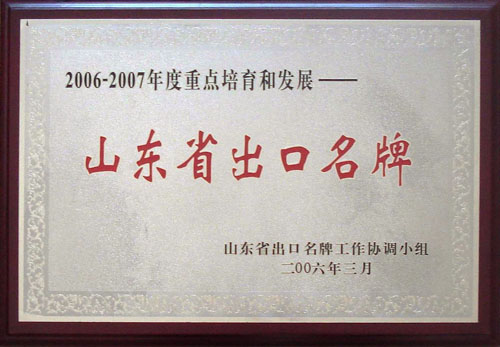 2006-2007年度重点培育和发展——
山东省出口名牌
山东省出口名牌工作协调小组
二00六年三月